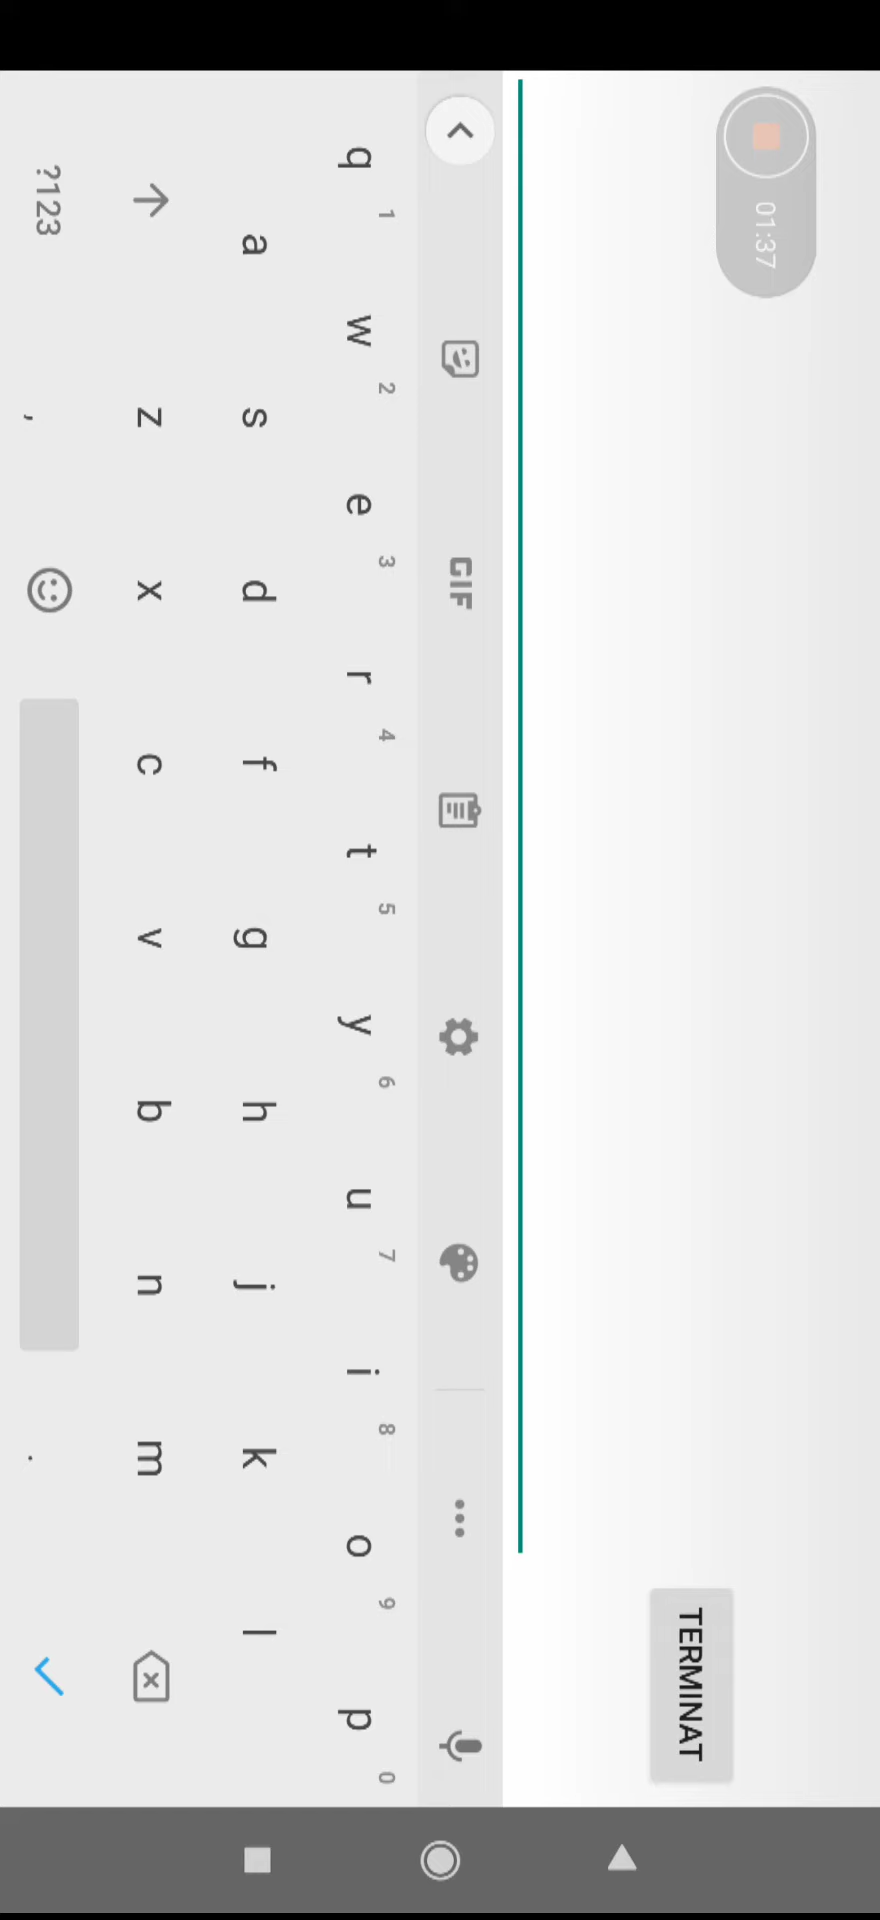 01:37
TERMINAT
GIF
q 1 w 2 e 3 r 4 t 5 y 6 u 7 i 8 o 9 p 0
a s d f g h j k l
z x c v b n m
?123 , .